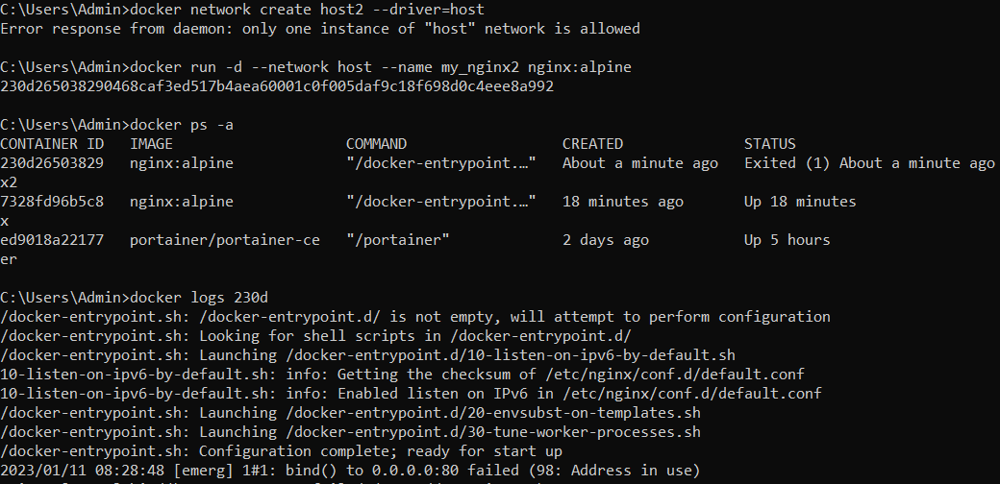 C:\Users\Admin>docker network create host2 --driver=host
Error response from daemon: only one instance of "host" network is allowed
C:\Users\Admin>docker run -d --network host --name my_nginx2 nginx:alpine
230d265038290468caf3ed517b4aea60001c0f005daf9c18f698d0c4eee8a992
C:\Users\Admin>docker ps -a
CONTAINER ID   IMAGE                    COMMAND                  CREATED              STATUS
230d26503829   nginx:alpine             "/docker-entrypoint.…"   About a minute ago   Exited (1) About a minute ago
x2
7328fd96b5c8   nginx:alpine             "/docker-entrypoint.…"   18 minutes ago       Up 18 minutes
x
ed9018a22177   portainer/portainer-ce   "/portainer"             2 days ago           Up 5 hours
er
C:\Users\Admin>docker logs 230d
/docker-entrypoint.sh: /docker-entrypoint.d/ is not empty, will attempt to perform configuration
/docker-entrypoint.sh: Looking for shell scripts in /docker-entrypoint.d/
/docker-entrypoint.sh: Launching /docker-entrypoint.d/10-listen-on-ipv6-by-default.sh
10-listen-on-ipv6-by-default.sh: info: Getting the checksum of /etc/nginx/conf.d/default.conf
10-listen-on-ipv6-by-default.sh: info: Enabled listen on IPv6 in /etc/nginx/conf.d/default.conf
/docker-entrypoint.sh: Launching /docker-entrypoint.d/20-envsubst-on-templates.sh
/docker-entrypoint.sh: Launching /docker-entrypoint.d/30-tune-worker-processes.sh
/docker-entrypoint.sh: Configuration complete; ready for start up
2023/01/11 08:28:48 [emerg] 1#1: bind() to 0.0.0.0:80 failed (98: Address in use)